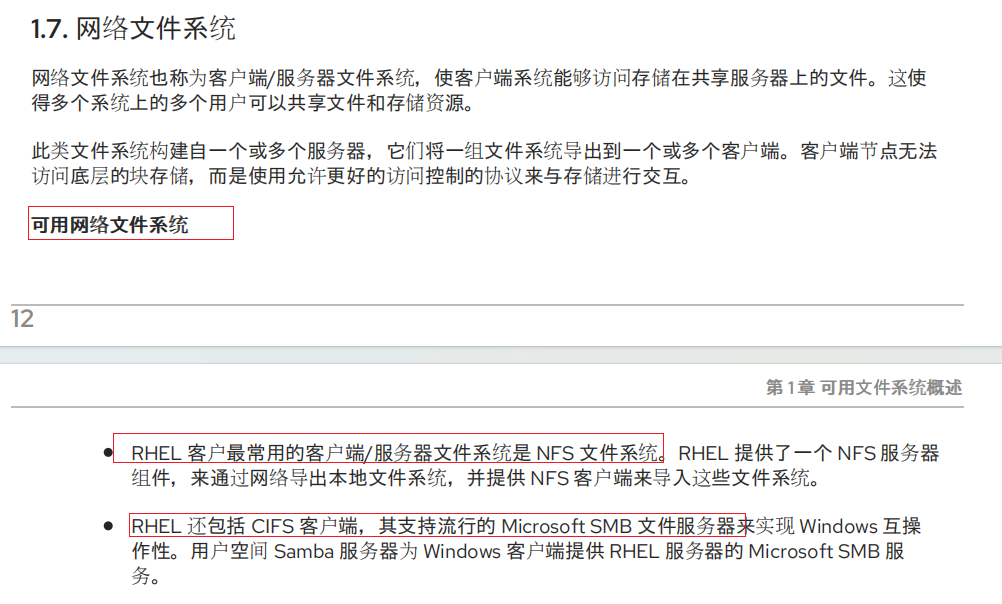 1.7. 网络文件系统
网络文件系统也称为客户端/服务器文件系统，使客户端系统能够访问存储在共享服务器上的文件。这使
得多个系统上的多个用户可以共享文件和存储资源。
此类文件系统构建自一个或多个服务器，它们将一组文件系统导出到一个或多个客户端。客户端节点无法
访问底层的块存储，而是使用允许更好的访问控制的协议来与存储进行交互。
可用网络文件系统
12
第 1 章 可用文件系统概述
● RHEL 客户最常用的客户端/服务器文件系统是 NFS 文件系统。RHEL 提供了一个 NFS 服务器
组件，来通过网络导出本地文件系统，并提供 NFS 客户端来导入这些文件系统。
● RHEL 还包括 CIFS 客户端，其支持流行的 Microsoft SMB 文件服务器来实现 Windows 互操
作性。用户空间 Samba 服务器为 Windows 客户端提供 RHEL 服务器的 Microsoft SMB 服
务。